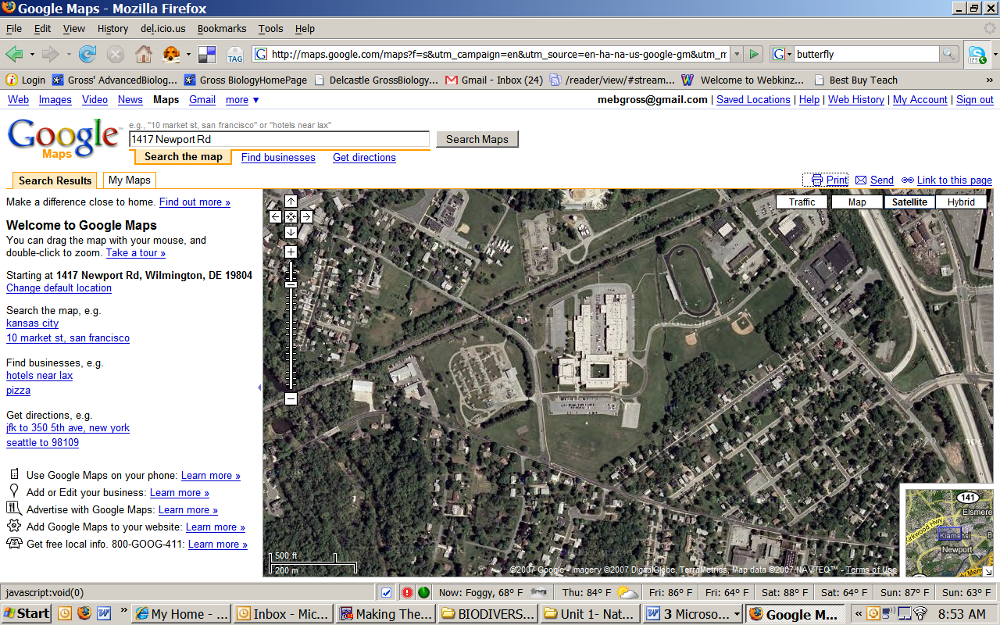 Google Maps - Mozilla Firefox
File Edit View History del.icio.us Bookmarks Tools Help
TAG http://maps.google.com/maps?f=s&utm_campaign=en&utm_source=en-ha-na-us-google-gm&utm_m G butterfly
Login Gross' AdvancedBiolog... Gross BiologyHomePage Delcastle GrossBiology... Gmail - Inbox (24) /reader/view/#stream... Welcome to Webkinz... Best Buy Teach »
Web Images Video News Maps Gmail more ▼ mebgross@gmail.com | Saved Locations | Help | Web History | My Account | Sign out
e.g., "10 market st, san francisco" or "hotels near lax"
Google™ Maps
1417 Newport Rd Search Maps
Search the map Find businesses Get directions
Search Results My Maps Print Send Link to this page
Make a difference close to home. Find out more »
Traffic Map Satellite Hybrid
Welcome to Google Maps
You can drag the map with your mouse, and
double-click to zoom. Take a tour »
Starting at 1417 Newport Rd, Wilmington, DE 19804
Change default location
Search the map, e.g.
kansas city
10 market st, san francisco
Find businesses, e.g.
hotels near lax
pizza
Get directions, e.g.
jfk to 350 5th ave, new york
seattle to 98109
Use Google Maps on your phone: Learn more »
Add or Edit your business: Learn more »
Advertise with Google Maps: Learn more »
Add Google Maps to your website: Learn more »
Get free local info. 800-GOOG-411: Learn more »
141
Elsmere
Kirkwood Hwy
Kiamensi
Newport
500 ft
200 m
©2007 Google - Imagery ©2007 DigitalGlobe, TerraMetrics, Map data ©2007 NAVTEQ™ - Terms of Use
javascript:void(0) Now: Foggy, 68° F Thu: 84° F Fri: 86° F Fri: 64° F Sat: 88° F Sat: 64° F Sun: 87° F Sun: 63° F
Start » My Home - ... Inbox - Mic... Making The... BIODIVERS... Unit 1- Nat... 3 Microso... Google M... « 8:53 AM